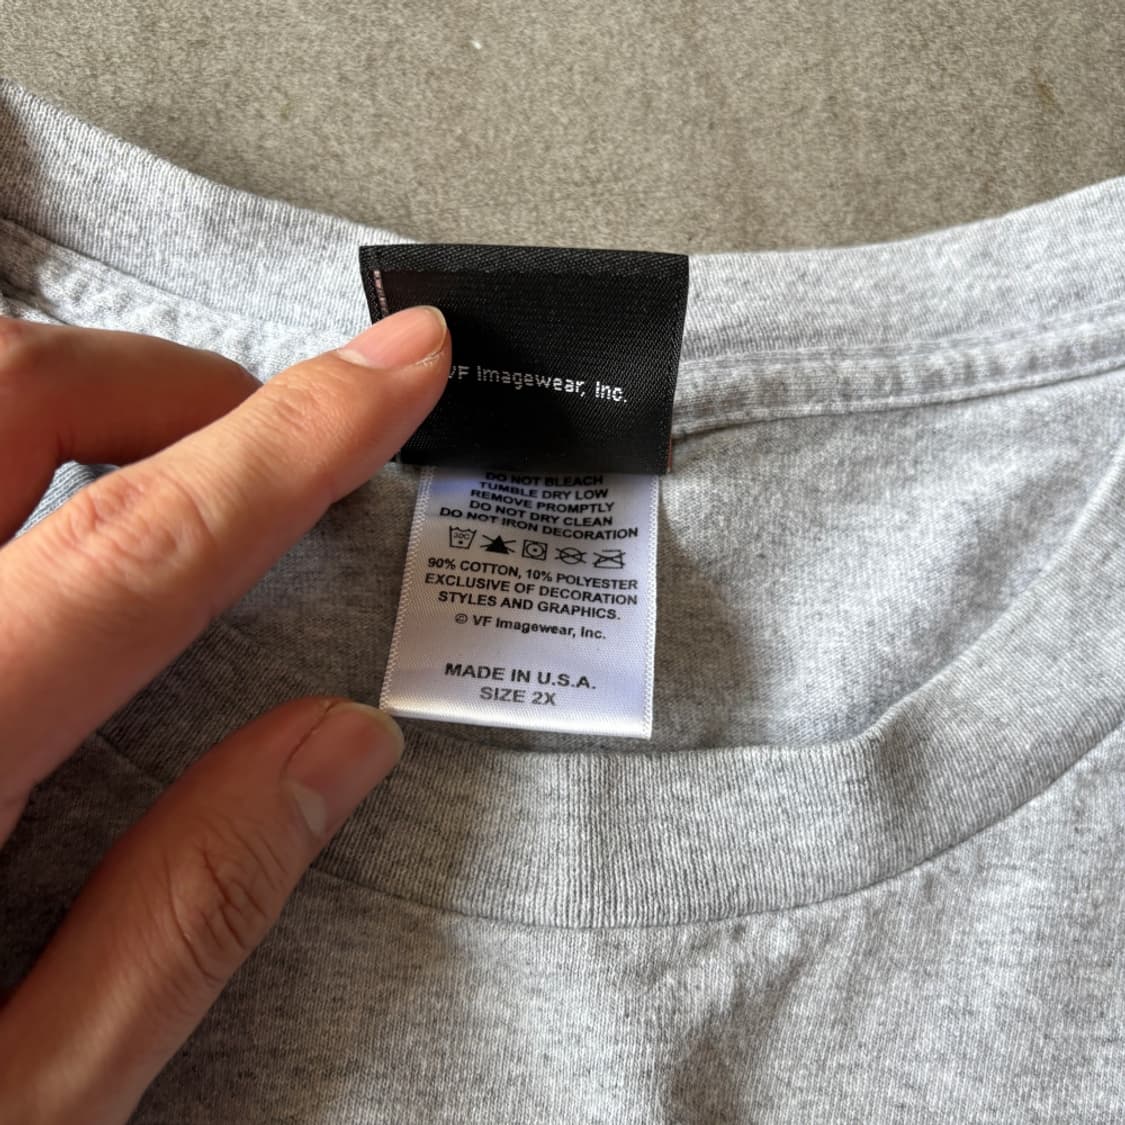 VF Imagewear, Inc.
DO NOT BLEACH
TUMBLE DRY LOW
REMOVE PROMPTLY
DO NOT DRY CLEAN
DO NOT IRON DECORATION
30C
90% COTTON, 10% POLYESTER
EXCLUSIVE OF DECORATION
STYLES AND GRAPHICS.
© VF Imagewear, Inc.
MADE IN U.S.A.
SIZE 2X